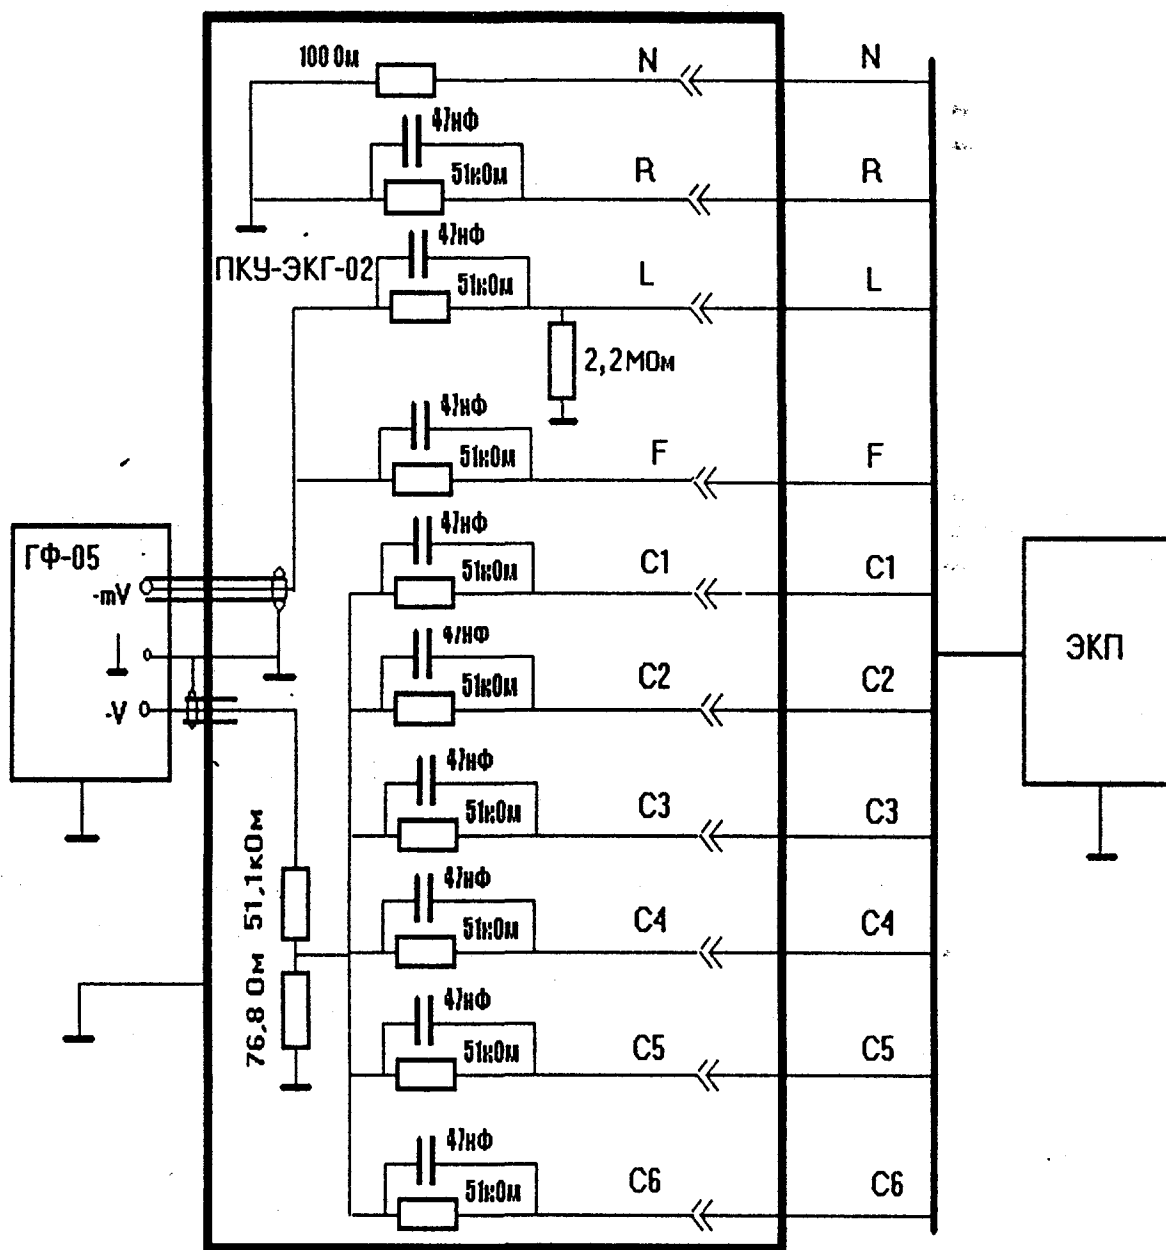 100 Ом
N
N
47нФ
51кОм
R
R
47нФ
ПКУ-ЭКГ-02
51кОм
L
L
2,2МОм
47нФ
51кОм
F
F
47нФ
ГФ-05
51кОм
C1
C1
-mV
47нФ
51кОм
C2
C2
ЭКП
-V
47нФ
51кОм
C3
C3
51,1кОм
47нФ
51кОм
C4
C4
76,8 Ом
47нФ
51кОм
C5
C5
47нФ
51кОм
C6
C6